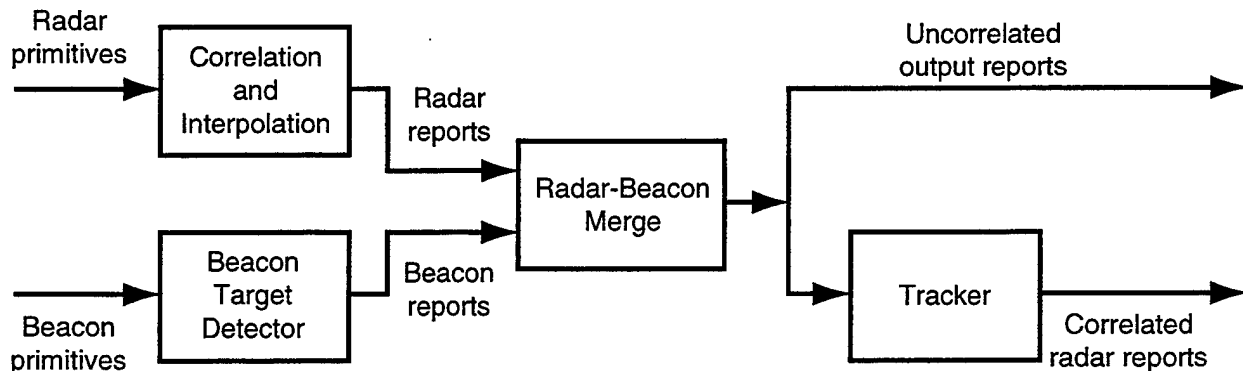 Radar
primitives
Correlation
and
Interpolation
Radar
reports
Uncorrelated
output reports
Radar-Beacon
Merge
Beacon
primitives
Beacon
Target
Detector
Beacon
reports
Tracker
Correlated
radar reports